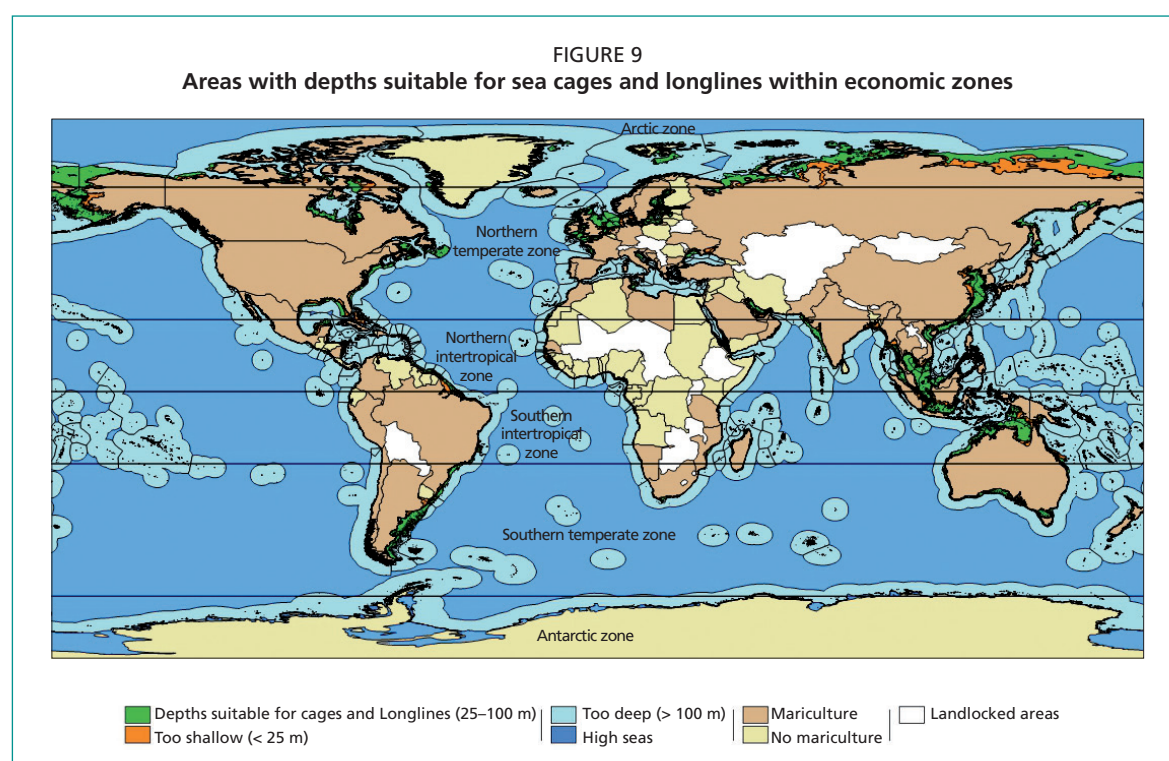 FIGURE 9
Areas with depths suitable for sea cages and longlines within economic zones
Arctic zone
Northern
temperate zone
Northern
intertropical
zone
Southern
intertropical
zone
Southern temperate zone
Antarctic zone
Depths suitable for cages and Longlines (25–100 m)
Too shallow (< 25 m)
Too deep (> 100 m)
High seas
Mariculture
No mariculture
Landlocked areas